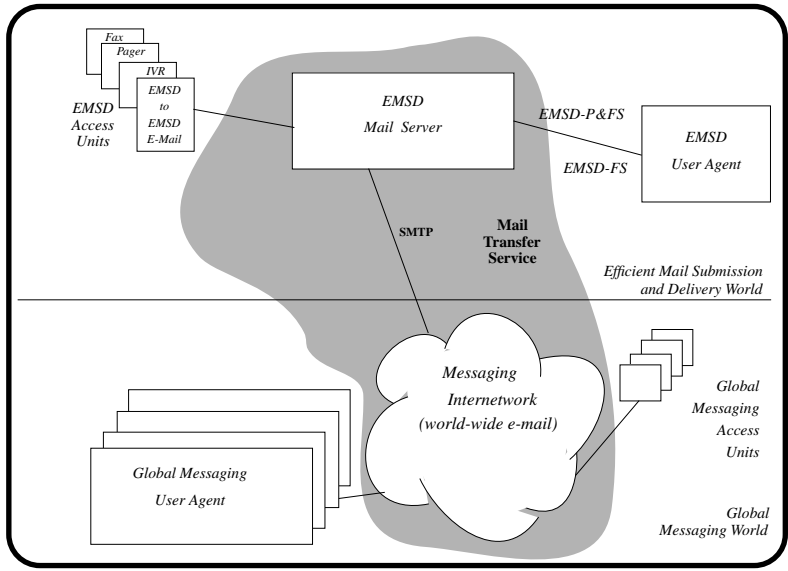 Fax
Pager
IVR
EMSD
to
EMSD
E-Mail
EMSD
Access
Units
EMSD
Mail Server
EMSD-P&FS
EMSD-FS
EMSD
User Agent
SMTP
Mail
Transfer
Service
Efficient Mail Submission
and Delivery World
Messaging
Internetwork
(world-wide e-mail)
Global
Messaging
Access
Units
Global Messaging
User Agent
Global
Messaging World